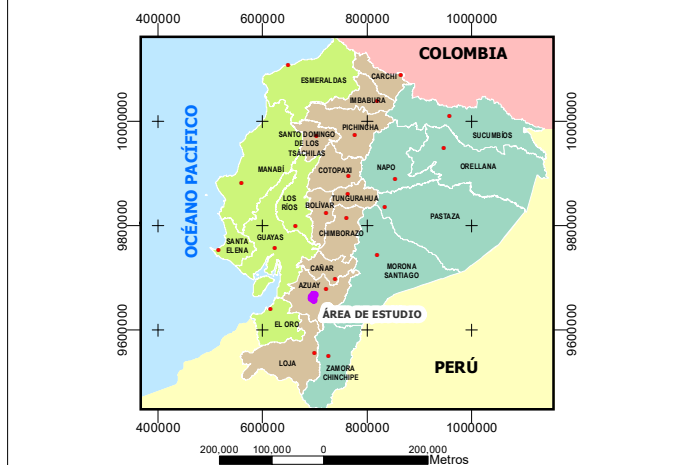 400000 600000 800000 1000000
COLOMBIA
ESMERALDAS
CARCHI
IMBABURA
10000000
10000000
OCÉANO PACÍFICO
PICHINCHA
SANTO DOMINGO
DE LOS
TSÁCHILAS
SUCUMBÍOS
MANABÍ
COTOPAXI
NAPO
ORELLANA
LOS
RÍOS
BOLÍVAR
TUNGURAHUA
PASTAZA
9800000
9800000
SANTA
ELENA
GUAYAS
CHIMBORAZO
CAÑAR
MORONA
SANTIAGO
AZUAY
ÁREA DE ESTUDIO
EL ORO
9600000
9600000
LOJA
ZAMORA
CHINCHIPE
PERÚ
400000 600000 800000 1000000
200,000 100,000 0 200,000
Metros